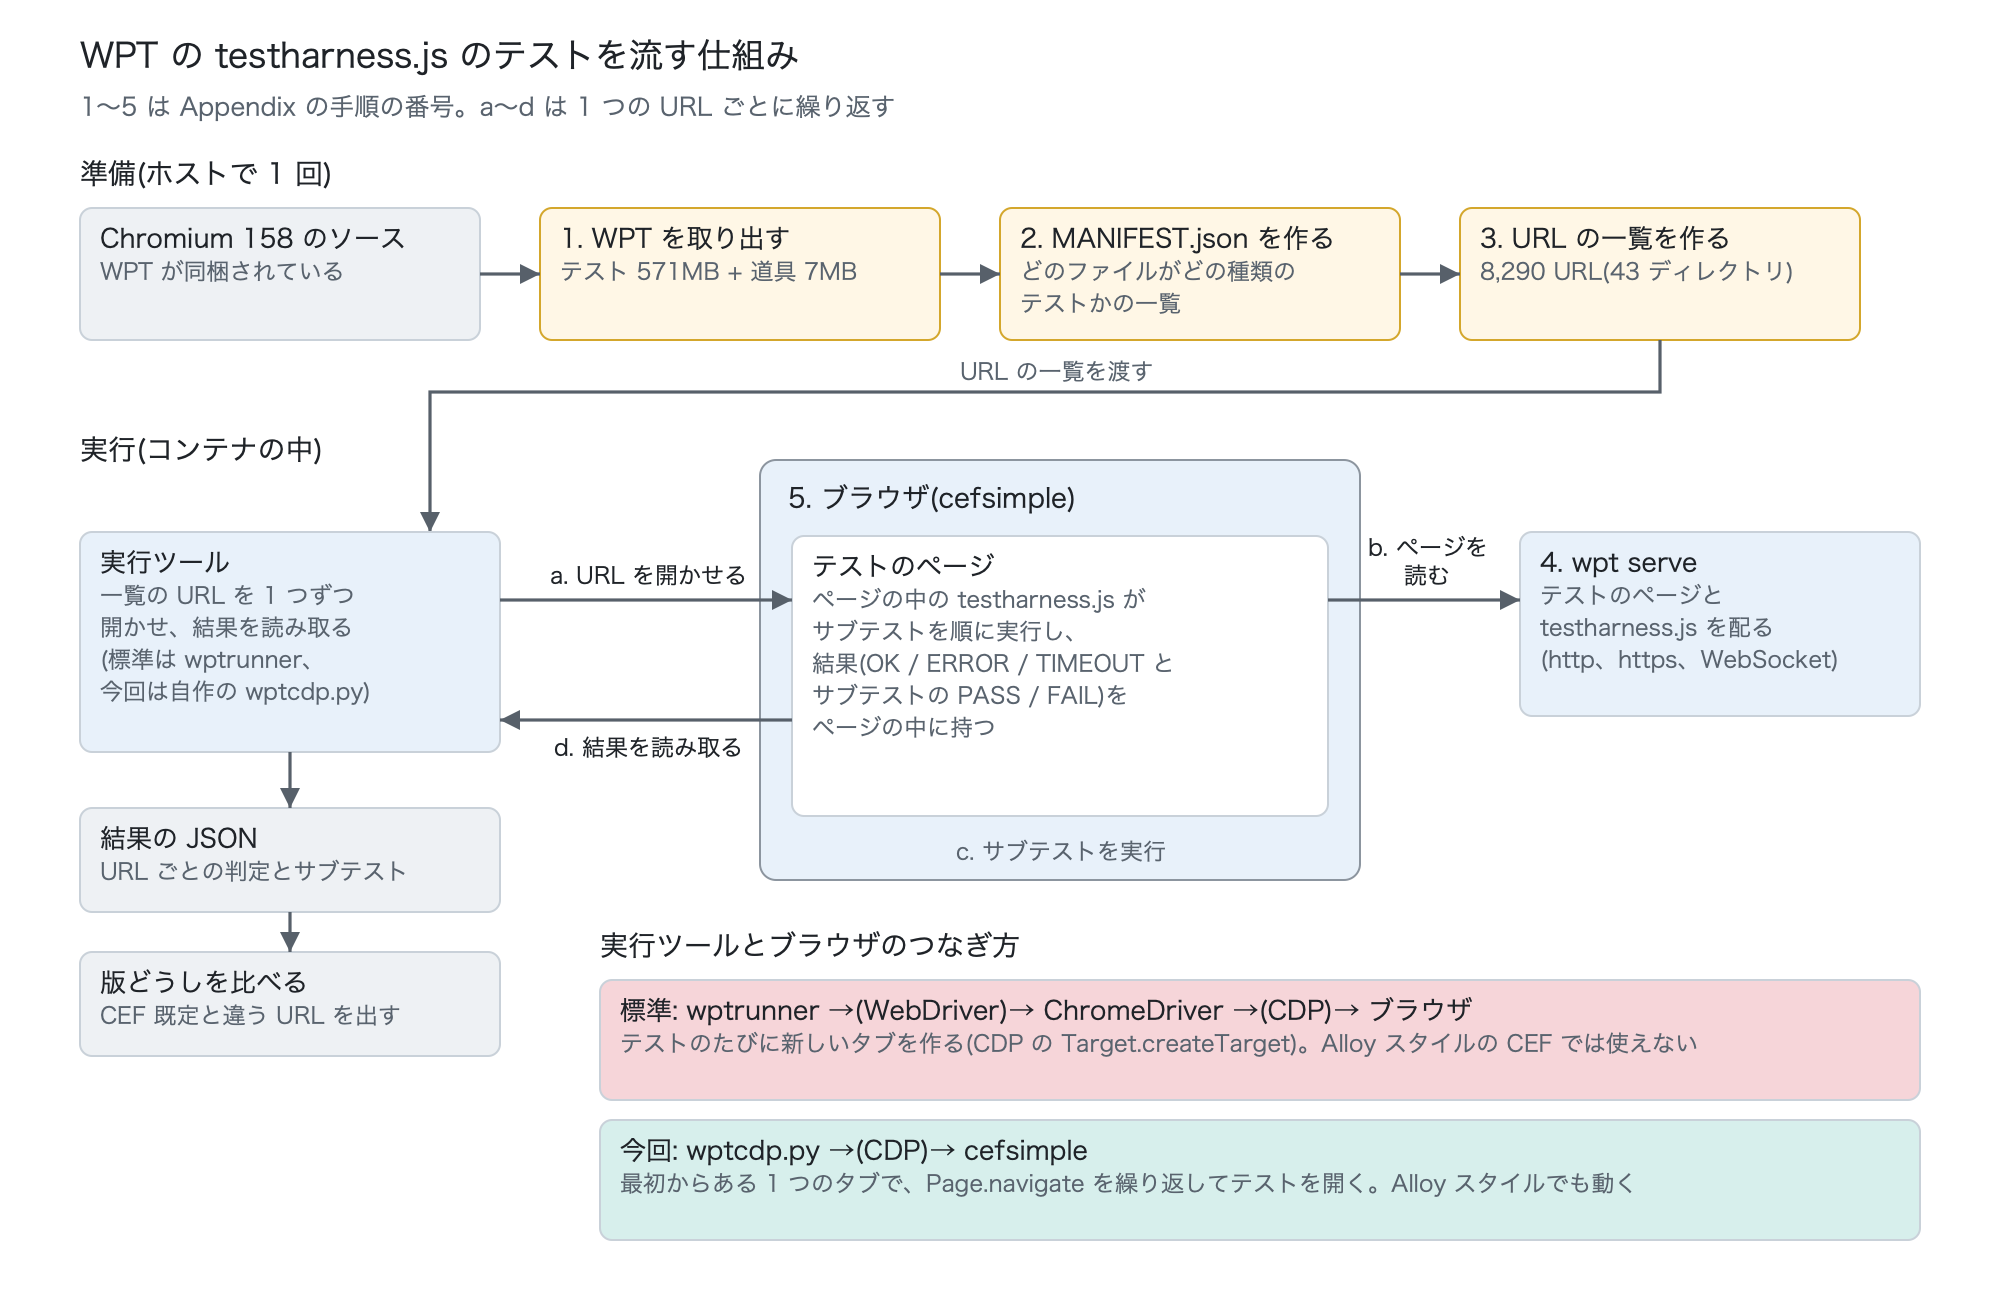 WPT の testharness.js のテストを流す仕組み
1〜5 は Appendix の手順の番号。a〜d は 1 つの URL ごとに繰り返す
準備(ホストで 1 回)
Chromium 158 のソース
WPT が同梱されている
1. WPT を取り出す
テスト 571MB + 道具 7MB
2. MANIFEST.json を作る
どのファイルがどの種類の
テストかの一覧
3. URL の一覧を作る
8,290 URL(43 ディレクトリ)
URL の一覧を渡す
実行(コンテナの中)
実行ツール
一覧の URL を 1 つずつ
開かせ、結果を読み取る
(標準は wptrunner、
今回は自作の wptcdp.py)
a. URL を開かせる
d. 結果を読み取る
5. ブラウザ(cefsimple)
テストのページ
ページの中の testharness.js が
サブテストを順に実行し、
結果(OK / ERROR / TIMEOUT と
サブテストの PASS / FAIL)を
ページの中に持つ
c. サブテストを実行
b. ページを
読む
4. wpt serve
テストのページと
testharness.js を配る
(http、https、WebSocket)
結果の JSON
URL ごとの判定とサブテスト
版どうしを比べる
CEF 既定と違う URL を出す
実行ツールとブラウザのつなぎ方
標準: wptrunner →(WebDriver)→ ChromeDriver →(CDP)→ ブラウザ
テストのたびに新しいタブを作る(CDP の Target.createTarget)。Alloy スタイルの CEF では使えない
今回: wptcdp.py →(CDP)→ cefsimple
最初からある 1 つのタブで、Page.navigate を繰り返してテストを開く。Alloy スタイルでも動く